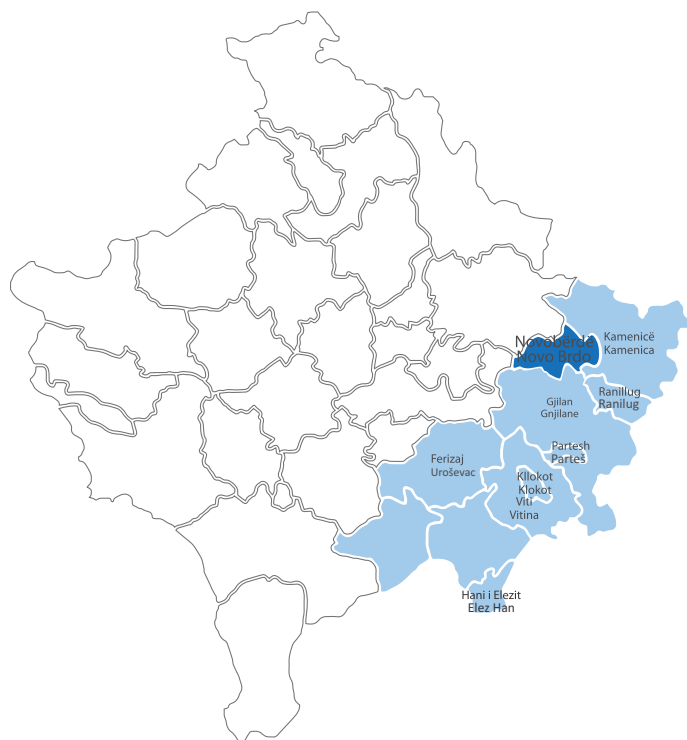 Novobërdë
Novo Brdo
Kamenicë
Kamenica
Ranillug
Ranilug
Gjilan
Gnjilane
Partesh
Parteš
Ferizaj
Uroševac
Kllokot
Klokot
Viti
Vitina
Hani i Elezit
Elez Han